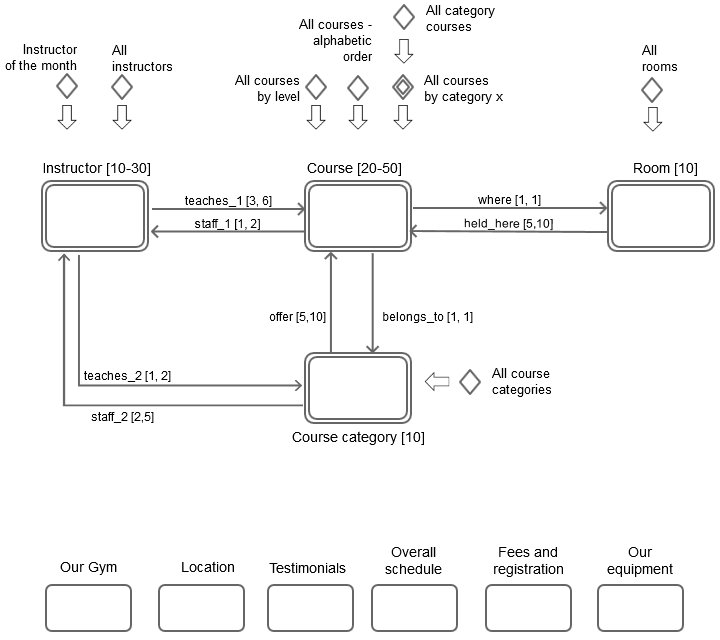 All category
courses
All courses -
alphabetic
order
Instructor
of the month
All
instructors
All courses
by level
All courses
by category x
All
rooms
Instructor [10-30]
Course [20-50]
Room [10]
teaches_1 [3, 6]
staff_1 [1, 2]
where [1, 1]
held_here [5,10]
offer [5,10]
belongs_to [1, 1]
teaches_2 [1, 2]
staff_2 [2,5]
All course
categories
Course category [10]
Our Gym
Location
Testimonials
Overall
schedule
Fees and
registration
Our
equipment